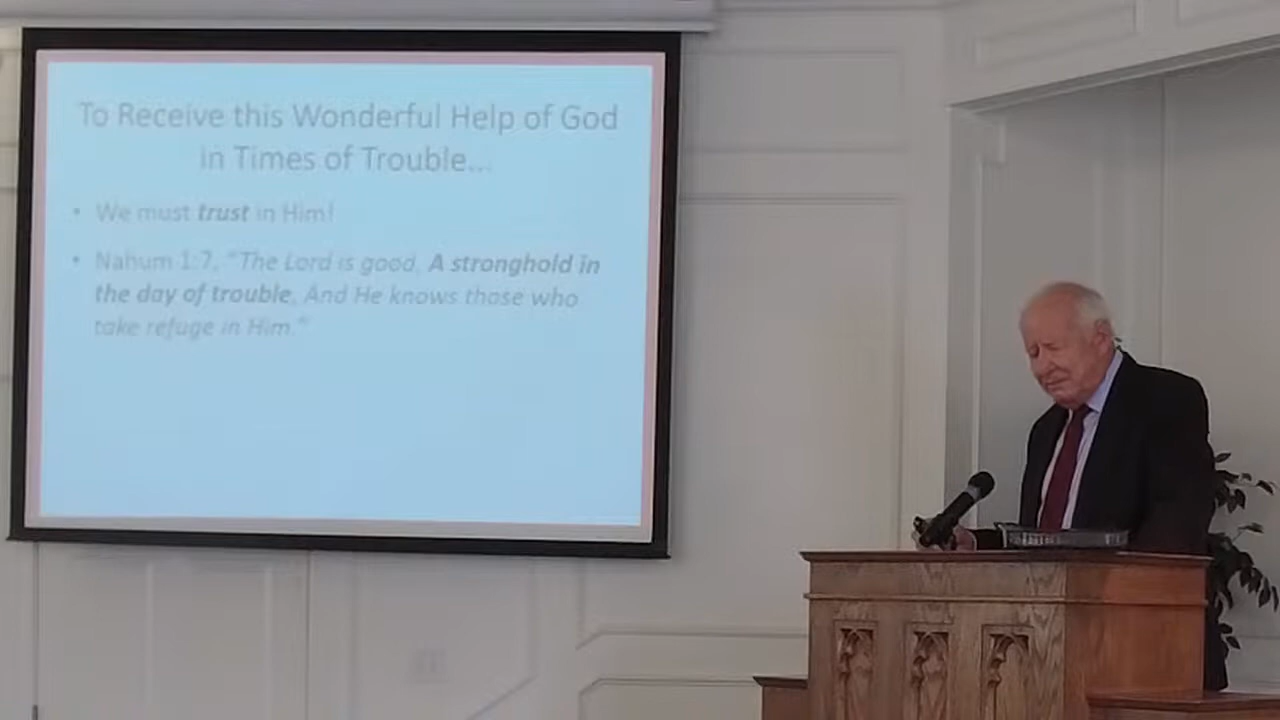 To Receive this Wonderful Help of God
in Times of Trouble...
• We must trust in Him!
• Nahum 1:7, "The Lord is good, A stronghold in
the day of trouble, And He knows those who
take refuge in Him."